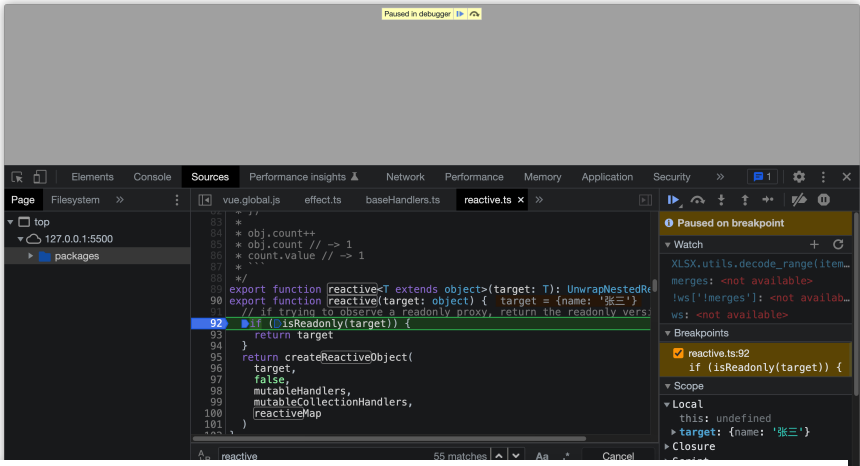 Paused in debugger
Elements Console Sources Performance insights Network Performance Memory Application Security » 1
Page Filesystem »
vue.global.js effect.ts baseHandlers.ts reactive.ts × »
top
127.0.0.1:5500
packages
83 *
84 * obj.count++
85 * obj.count // -> 1
86 * count.value // -> 1
87 * ```
88 */
89 export function reactive<T extends object>(target: T): UnwrapNestedRe
90 export function reactive(target: object) { target = {name: '张三'}
91 // if trying to observe a readonly proxy, return the readonly versi
92 if (isReadonly(target)) {
93 return target
94 }
95 return createReactiveObject(
96 target,
97 false,
98 mutableHandlers,
99 mutableCollectionHandlers,
100 reactiveMap
101 )
reactive 55 matches Aa .* Cancel
Paused on breakpoint
Watch
XLSX.utils.decode_range(item…
merges: <not available>
!ws['!merges']: <not availab…
ws: <not available>
Breakpoints
reactive.ts:92
if (isReadonly(target)) {
Scope
Local
this: undefined
target: {name: '张三'}
Closure